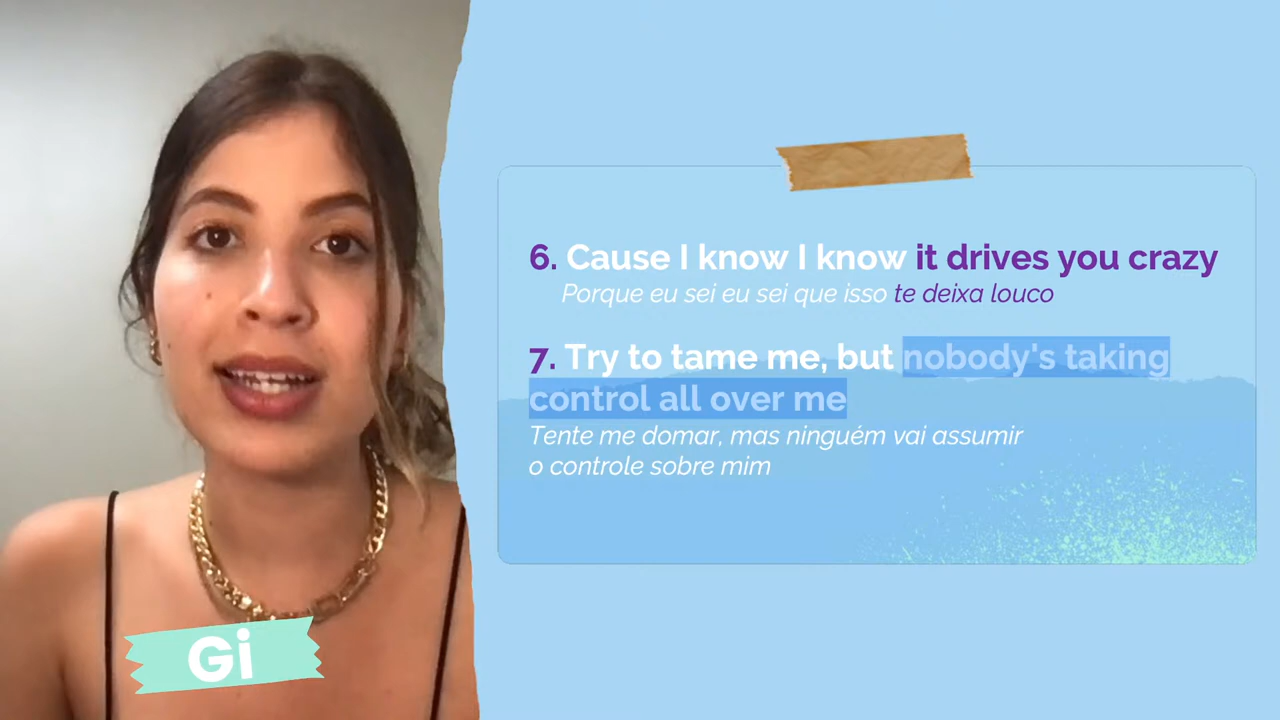 6. Cause I know I know it drives you crazy
Porque eu sei eu sei que isso te deixa louco
7. Try to tame me, but nobody's taking
control all over me
Tente me domar, mas ninguém vai assumir
o controle sobre mim
Gi